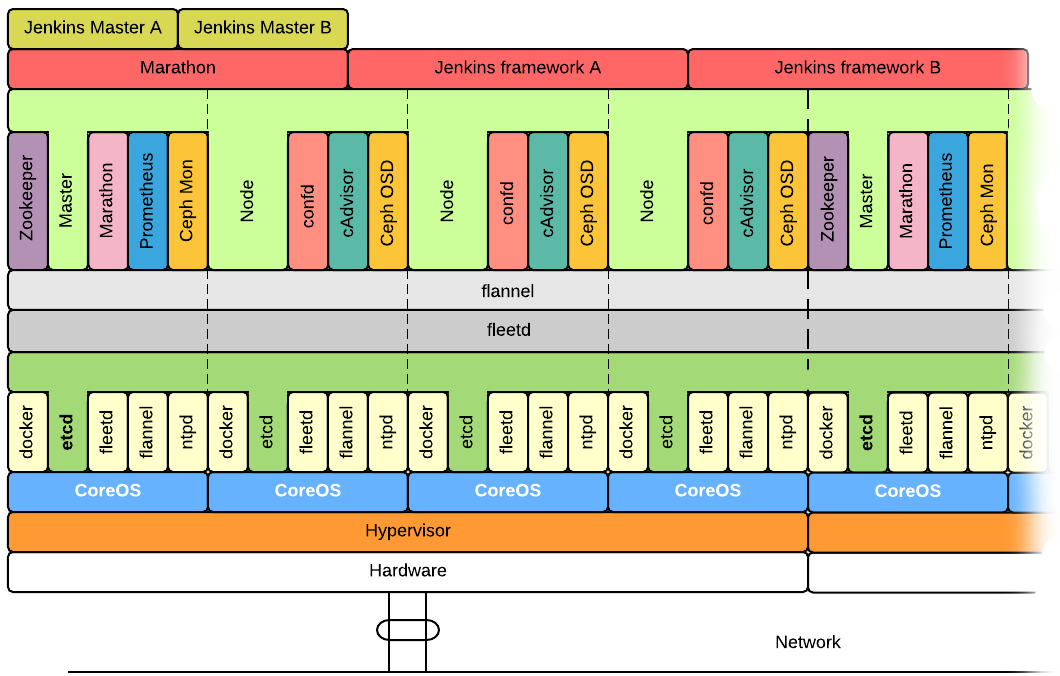 Jenkins Master A
Jenkins Master B
Marathon
Jenkins framework A
Jenkins framework B
Zookeeper
Master
Marathon
Prometheus
Ceph Mon
Node
confd
cAdvisor
Ceph OSD
Node
confd
cAdvisor
Ceph OSD
Node
confd
cAdvisor
Ceph OSD
Zookeeper
Master
Marathon
Prometheus
Ceph Mon
flannel
fleetd
docker
etcd
fleetd
flannel
ntpd
docker
etcd
fleetd
flannel
ntpd
docker
etcd
fleetd
flannel
ntpd
docker
etcd
fleetd
flannel
ntpd
docker
etcd
fleetd
flannel
ntpd
docker
CoreOS
CoreOS
CoreOS
CoreOS
CoreOS
Hypervisor
Hardware
Network